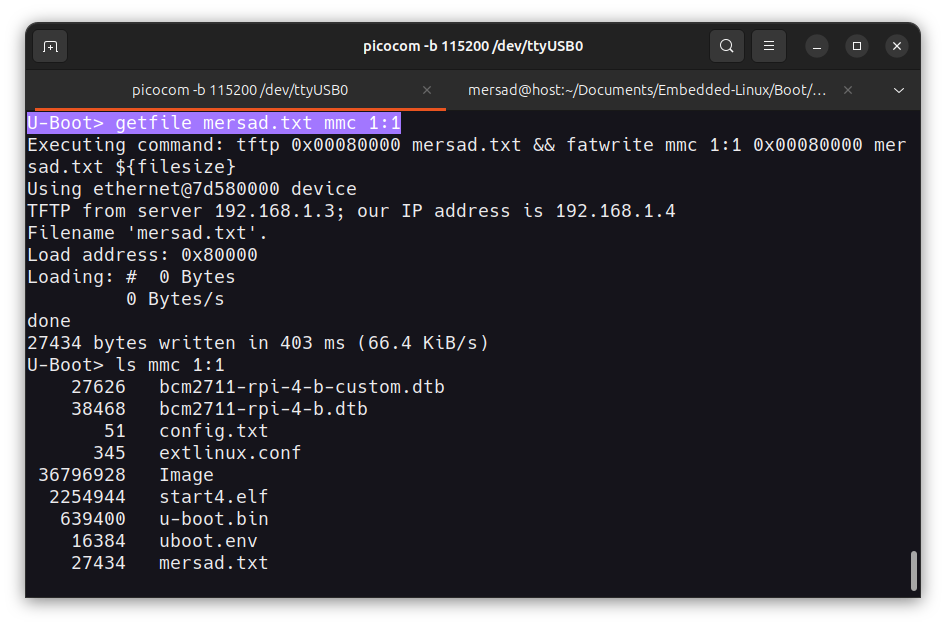 picocom -b 115200 /dev/ttyUSB0
picocom -b 115200 /dev/ttyUSB0
mersad@host:~/Documents/Embedded-Linux/Boot/...
U-Boot> getfile mersad.txt mmc 1:1
Executing command: tftp 0x00080000 mersad.txt && fatwrite mmc 1:1 0x00080000 mer
sad.txt ${filesize}
Using ethernet@7d580000 device
TFTP from server 192.168.1.3; our IP address is 192.168.1.4
Filename 'mersad.txt'.
Load address: 0x80000
Loading: #  0 Bytes
         0 Bytes/s
done
27434 bytes written in 403 ms (66.4 KiB/s)
U-Boot> ls mmc 1:1
    27626   bcm2711-rpi-4-b-custom.dtb
    38468   bcm2711-rpi-4-b.dtb
       51   config.txt
      345   extlinux.conf
 36796928   Image
  2254944   start4.elf
   639400   u-boot.bin
    16384   uboot.env
    27434   mersad.txt